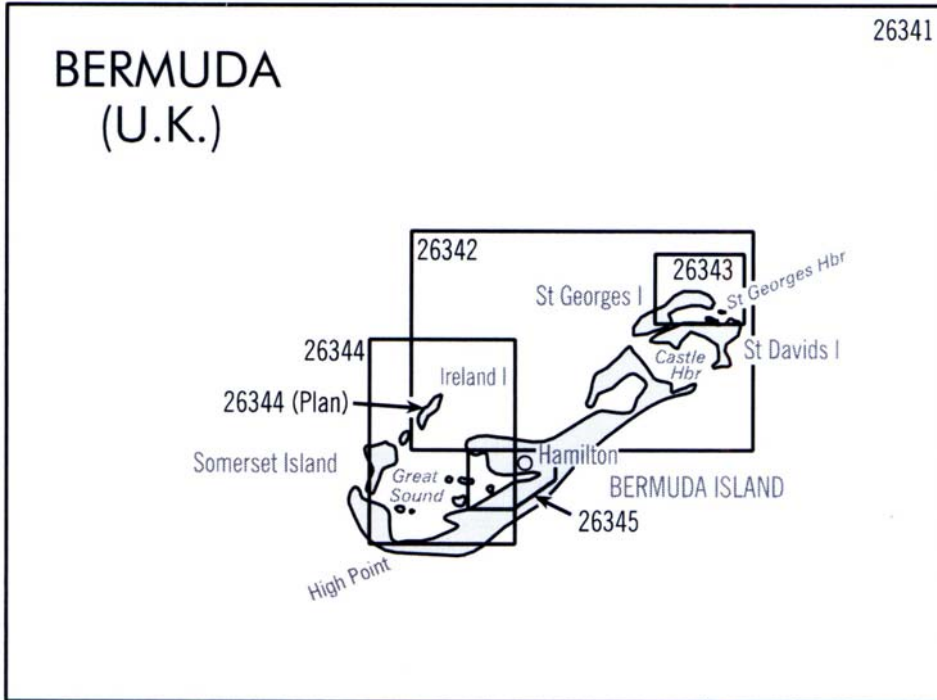 26341
BERMUDA
(U.K.)
26342
26343
St Georges Hbr
St Georges I
26344
Castle
Hbr
St Davids I
Ireland I
26344 (Plan)
Somerset Island
Hamilton
Great
Sound
BERMUDA ISLAND
26345
High Point